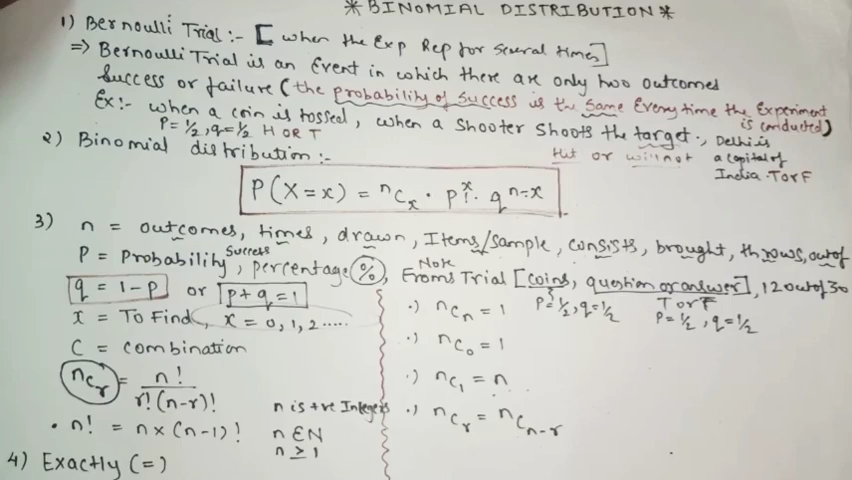 *BINOMIAL DISTRIBUTION*
1) Bernoulli Trial :- [when the Exp Rep for several times]
=> Bernoulli Trial is an Event in which there are only two outcomes
Success or failure (the probability of success is the same Every time the Experiment is conducted)
Ex:- when a coin is tossed, when a shooter shoots the target., Delhi is a capital of India. T or F
P=1/2, q=1/2 H OR T
Hit or will not
2) Binomial distribution :-
P(X=x) = ⁿCₓ · pˣ · qⁿ⁻ˣ
3) n = outcomes, times, drawn, Items/sample, consists, brought, throws, out of
P = Probability Success, percentage (%), From Trial [coins, question or answer], 12 out of 30
Note
q = 1-p or p+q=1
P=1/2, q=1/2
T or F
P=1/2, q=1/2
x = To Find, x = 0, 1, 2.....
C = combination
nCr = n!/r!(n-r)!
• n! = n×(n-1)!
n is +ve Integers
n∈N
n≥1
·) nCn = 1
·) nC0 = 1
·) nC1 = n
·) nCr = nCn-r
4) Exactly (=)